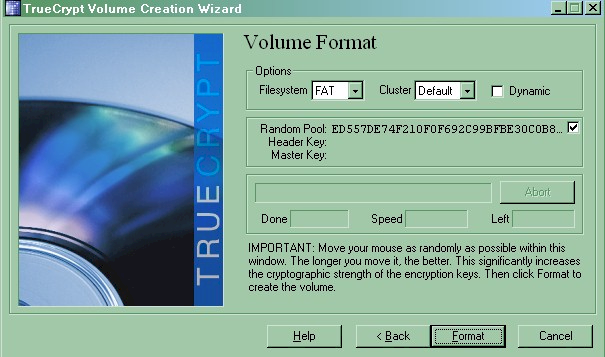 TrueCrypt Volume Creation Wizard
TRUECRYPT
Volume Format
Options
Filesystem FAT Cluster Default Dynamic
Random Pool: ED557DE74F210F0F692C99BFBE30C0B8...
Header Key:
Master Key:
Abort
Done Speed Left
IMPORTANT: Move your mouse as randomly as possible within this
window. The longer you move it, the better. This significantly increases
the cryptographic strength of the encryption keys. Then click Format to
create the volume.
Help < Back Format Cancel